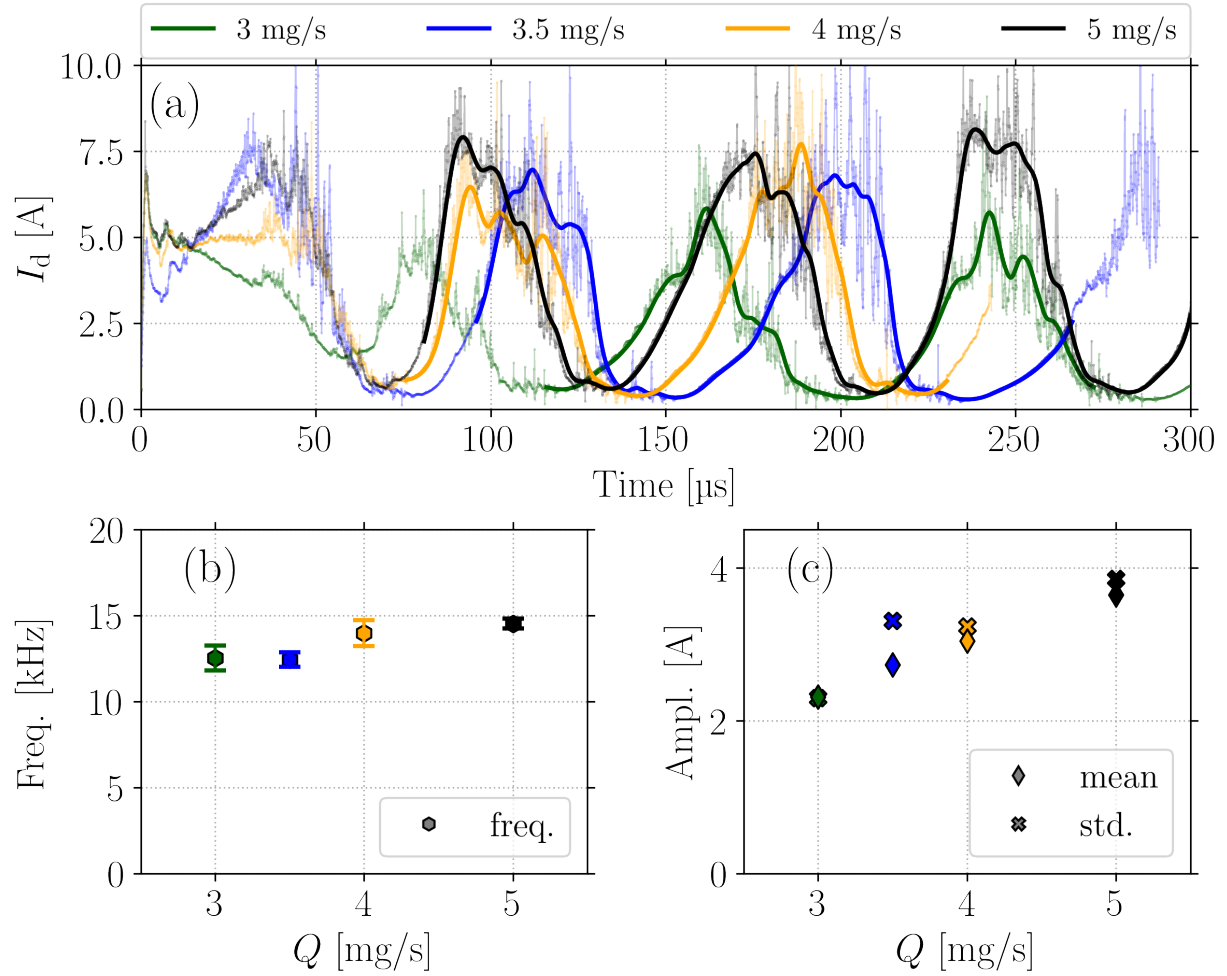 3 mg/s 3.5 mg/s 4 mg/s 5 mg/s
(a)
10.0
7.5
5.0
2.5
0.0
I_d [A]
0 50 100 150 200 250 300
Time [µs]
(b)
20
15
10
5
0
Freq. [kHz]
freq.
3 4 5
Q [mg/s]
(c)
4
2
0
Ampl. [A]
mean
std.
3 4 5
Q [mg/s]